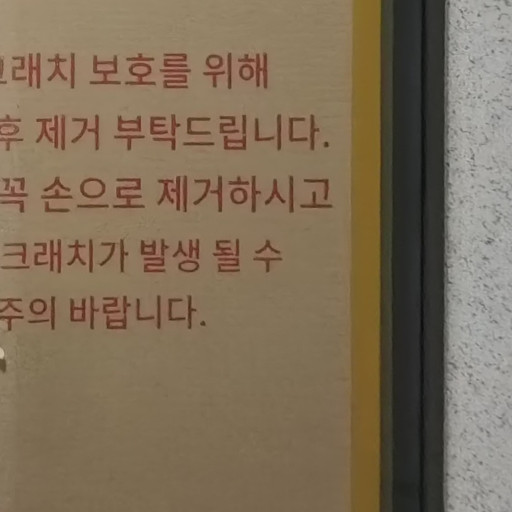 크래치 보호를 위해
후 제거 부탁드립니다.
꼭 손으로 제거하시고
크래치가 발생 될 수
주의 바랍니다.